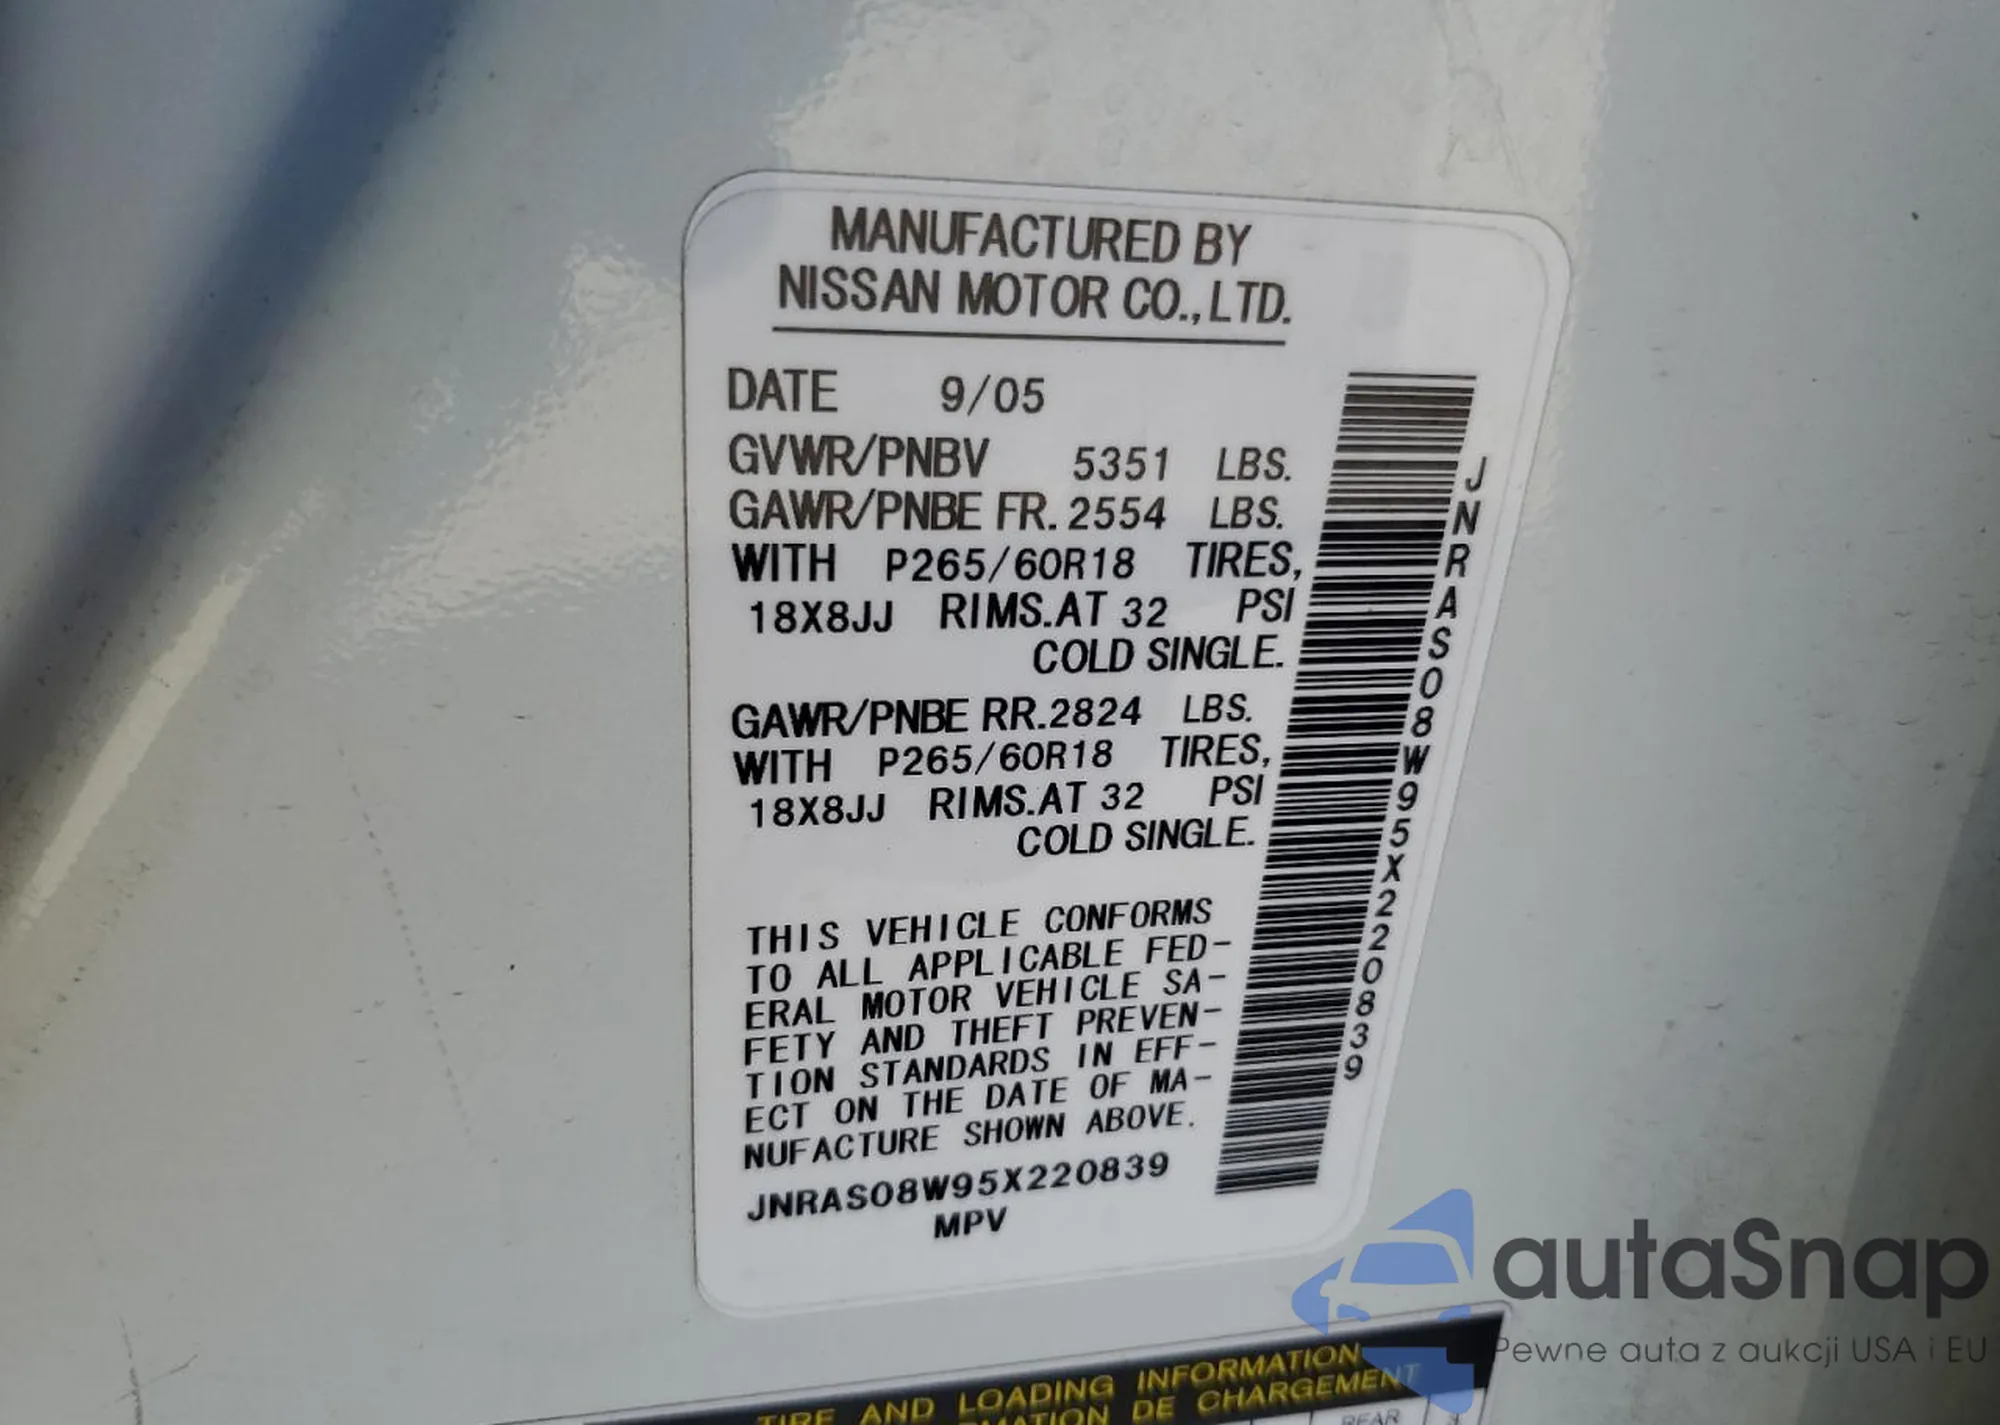 MANUFACTURED BY
NISSAN MOTOR CO., LTD.
DATE 9/05
GVWR/PNBV 5351 LBS.
GAWR/PNBE FR. 2554 LBS.
WITH P265/60R18 TIRES,
18X8JJ RIMS. AT 32 PSI
COLD SINGLE.
GAWR/PNBE RR. 2824 LBS.
WITH P265/60R18 TIRES,
18X8JJ RIMS. AT 32 PSI
COLD SINGLE.
THIS VEHICLE CONFORMS
TO ALL APPLICABLE FED-
ERAL MOTOR VEHICLE SA-
FETY AND THEFT PREVEN-
TION STANDARDS IN EFF-
ECT ON THE DATE OF MA-
NUFACTURE SHOWN ABOVE.
JNRAS08W95X220839
MPV
JNRAS08W95X220839
autaSnap
Pewne auta z aukcji USA i EU
TIRE AND LOADING INFORMATION
DE CHARGEMENT
REAR